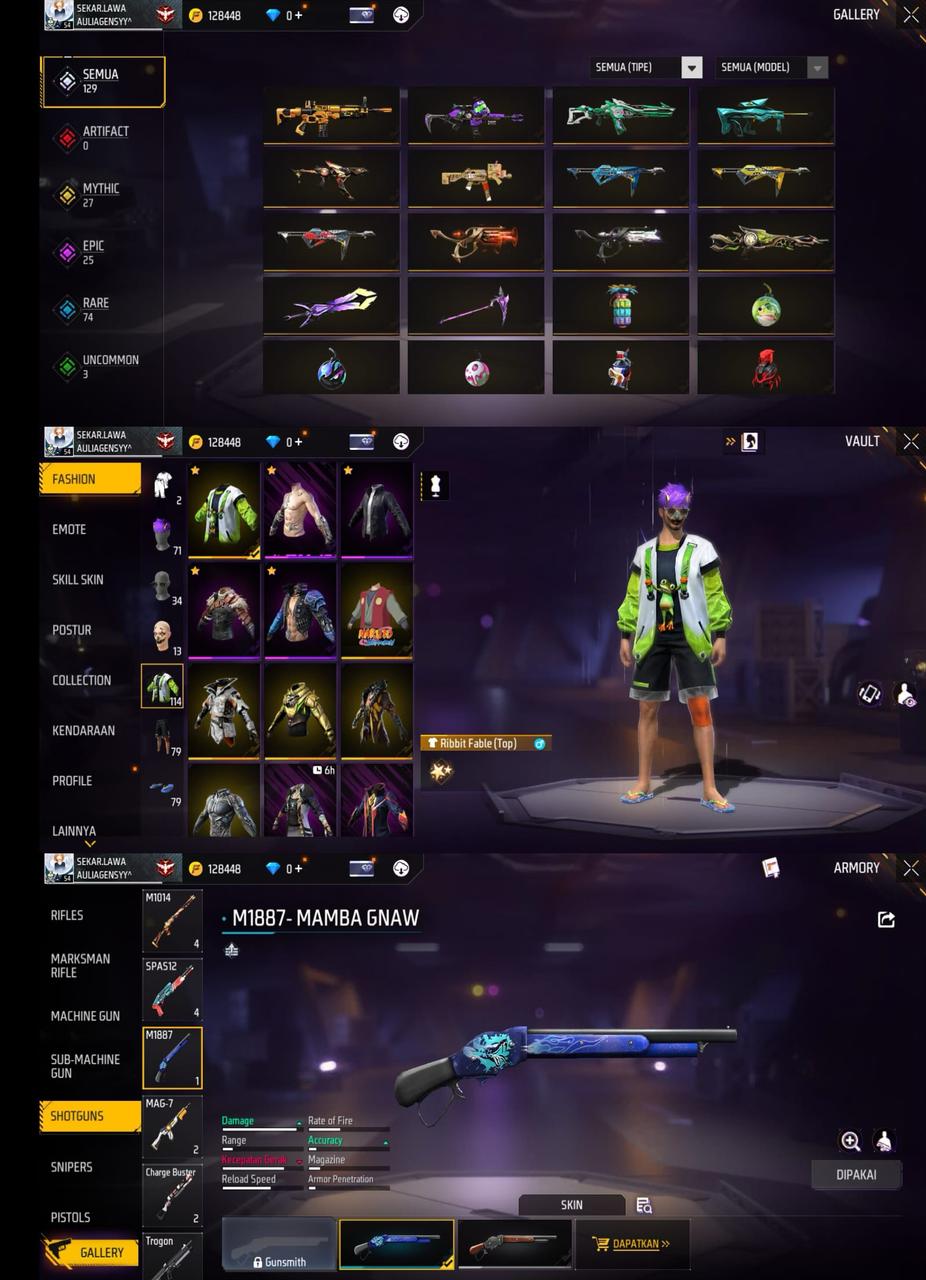 SEKAR.LAWA
AULIAGENSYY^
S4
128448
0 +
GALLERY
SEMUA
129
SEMUA (TIPE)
SEMUA (MODEL)
ARTIFACT
0
MYTHIC
27
EPIC
25
RARE
74
UNCOMMON
3
SEKAR.LAWA
AULIAGENSYY^
S4
128448
0 +
VAULT
FASHION
2
EMOTE
71
SKILL SKIN
34
POSTUR
13
COLLECTION
114
KENDARAAN
79
PROFILE
79
LAINNYA
NARUTO
6h
Ribbit Fable (Top)
SEKAR.LAWA
AULIAGENSYY^
S4
128448
0 +
ARMORY
RIFLES
MARKSMAN
RIFLE
MACHINE GUN
SUB-MACHINE
GUN
SHOTGUNS
SNIPERS
PISTOLS
GALLERY
M1014
4
SPAS12
4
M1887
1
MAG-7
2
Charge Buster
2
Trogon
M1887- MAMBA GNAW
Damage
Rate of Fire
Range
Accuracy
Kecepatan Gerak
Magazine
Reload Speed
Armor Penetration
DIPAKAI
SKIN
Gunsmith
DAPATKAN >>